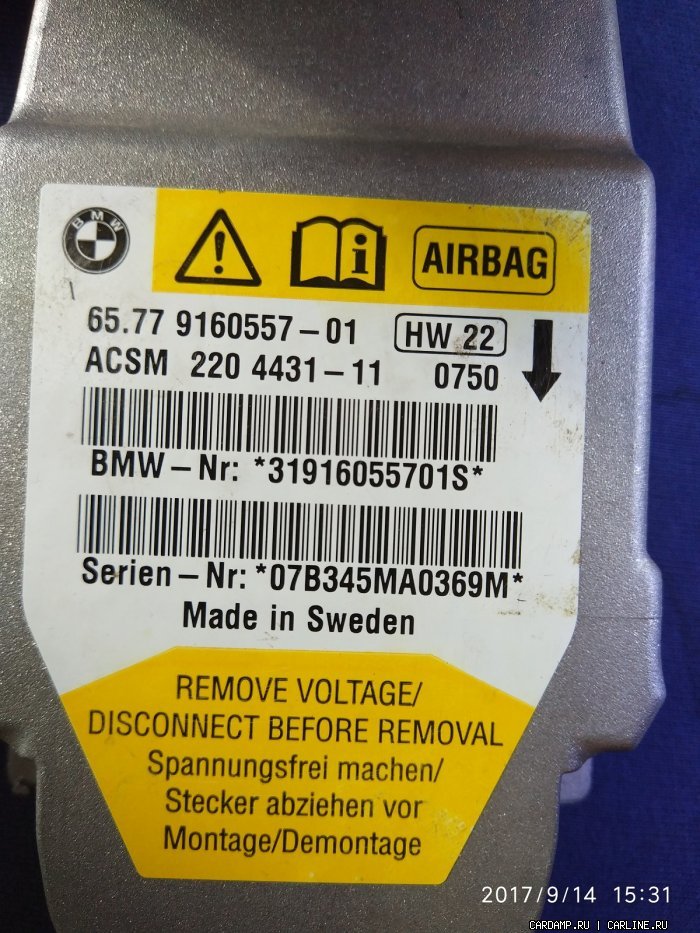 BMW
AIRBAG
65.77 9160557-01 HW 22
ACSM 220 4431-11 0750
BMW-Nr: *31916055701S*
Serien-Nr: *07B345MA0369M*
Made in Sweden
REMOVE VOLTAGE/
DISCONNECT BEFORE REMOVAL
Spannungsfrei machen/
Stecker abziehen vor
Montage/Demontage
2017/9/14 15:31
CARDAMP.RU | CARLINE.RU